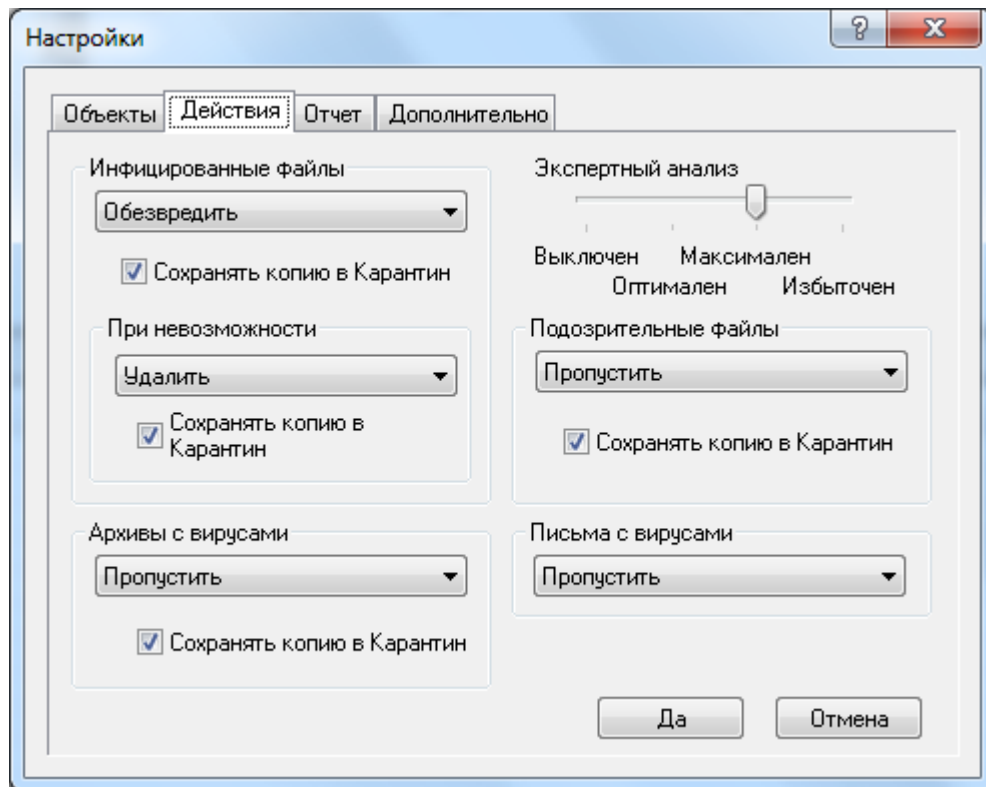 Настройки
Объекты Действия Отчет Дополнительно
Инфицированные файлы
Обезвредить
Сохранять копию в Карантин
При невозможности
Удалить
Сохранять копию в
Карантин
Экспертный анализ
Выключен Максимален
Оптимален Избыточен
Подозрительные файлы
Пропустить
Сохранять копию в Карантин
Архивы с вирусами
Пропустить
Сохранять копию в Карантин
Письма с вирусами
Пропустить
Да Отмена